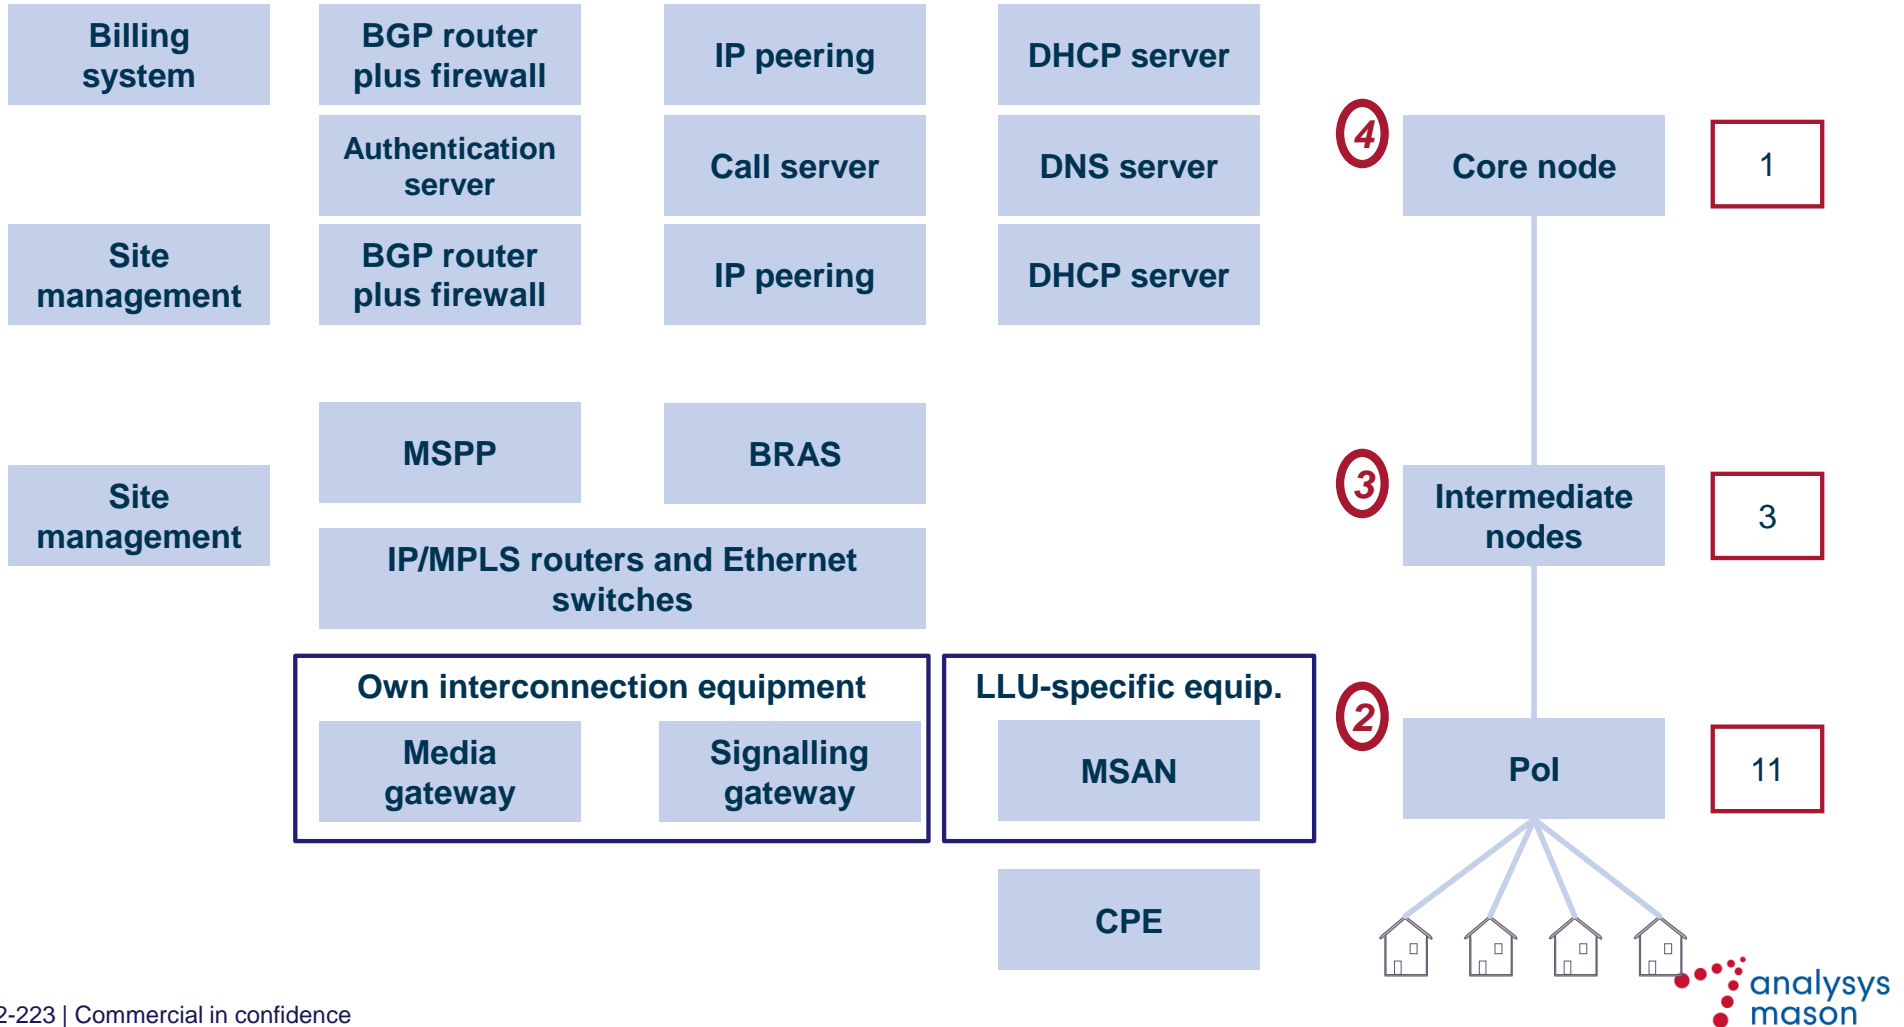 Billing
system
BGP router
plus firewall
IP peering
DHCP server
Authentication
server
Call server
DNS server
4
Core node
1
Site
management
BGP router
plus firewall
IP peering
DHCP server
MSPP
BRAS
Site
management
3
Intermediate
nodes
3
IP/MPLS routers and Ethernet
switches
Own interconnection equipment
LLU-specific equip.
2
Media
gateway
Signalling
gateway
MSAN
PoI
11
CPE
2-223 | Commercial in confidence
analysys
mason